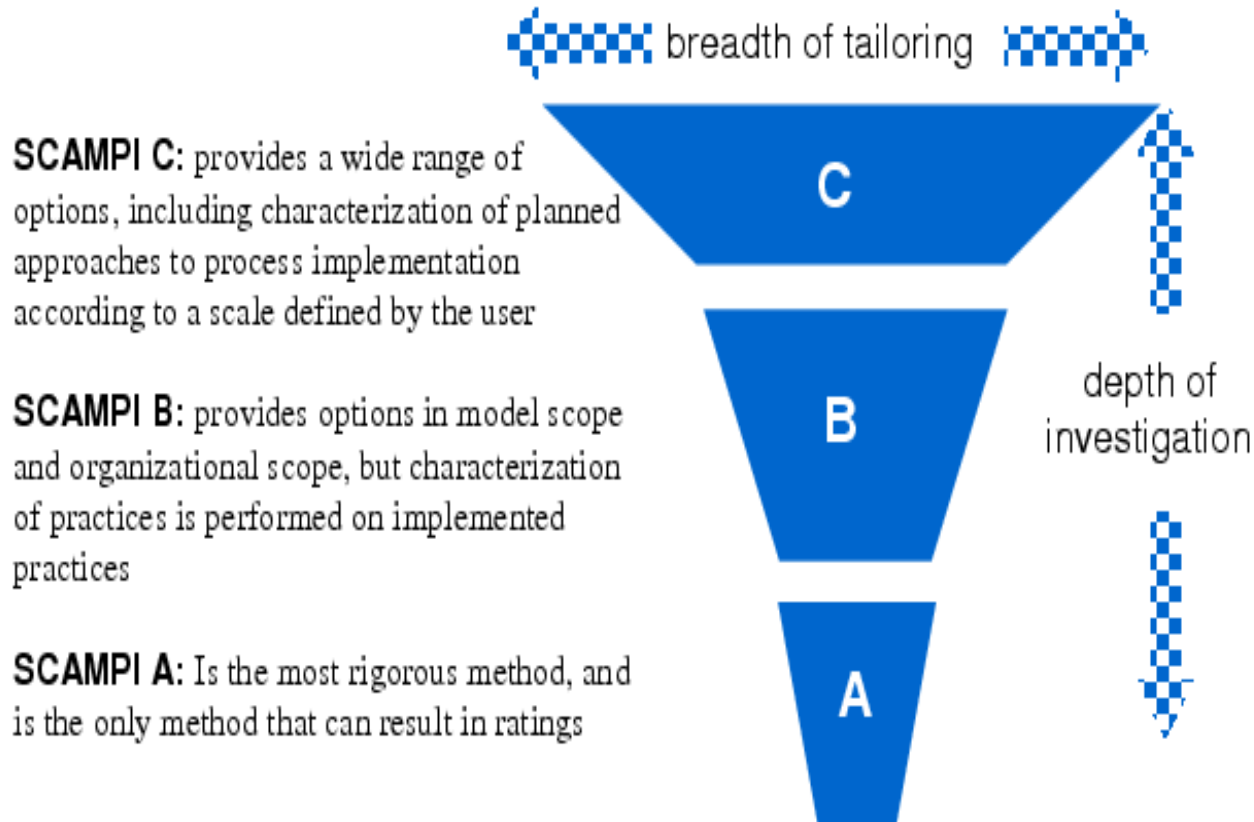 breadth of tailoring
SCAMPI C: provides a wide range of
options, including characterization of planned
approaches to process implementation
according to a scale defined by the user
C
SCAMPI B: provides options in model scope
and organizational scope, but characterization
of practices is performed on implemented
practices
B
depth of
investigation
SCAMPI A: Is the most rigorous method, and
is the only method that can result in ratings
A